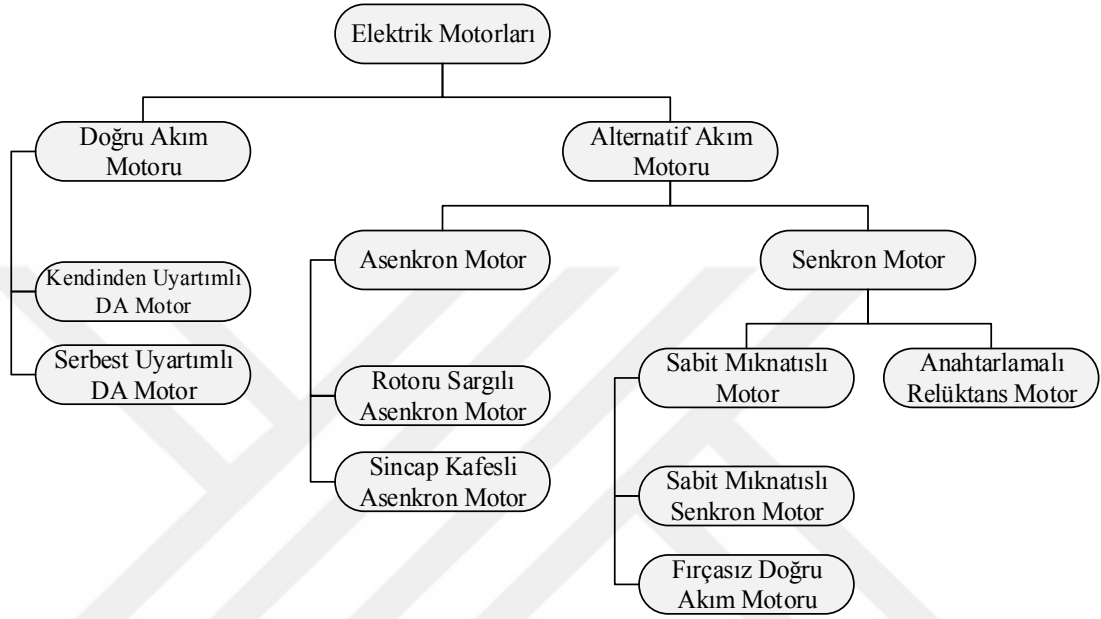 Elektrik Motorları
Doğru Akım
Motoru
Alternatif Akım
Motoru
Kendinden Uyartımlı
DA Motor
Serbest Uyartımlı
DA Motor
Asenkron Motor
Rotoru Sargılı
Asenkron Motor
Sincap Kafesli
Asenkron Motor
Senkron Motor
Sabit Mıknatıslı
Motor
Anahtarlamalı
Relüktans Motor
Sabit Mıknatıslı
Senkron Motor
Fırçasız Doğru
Akım Motoru